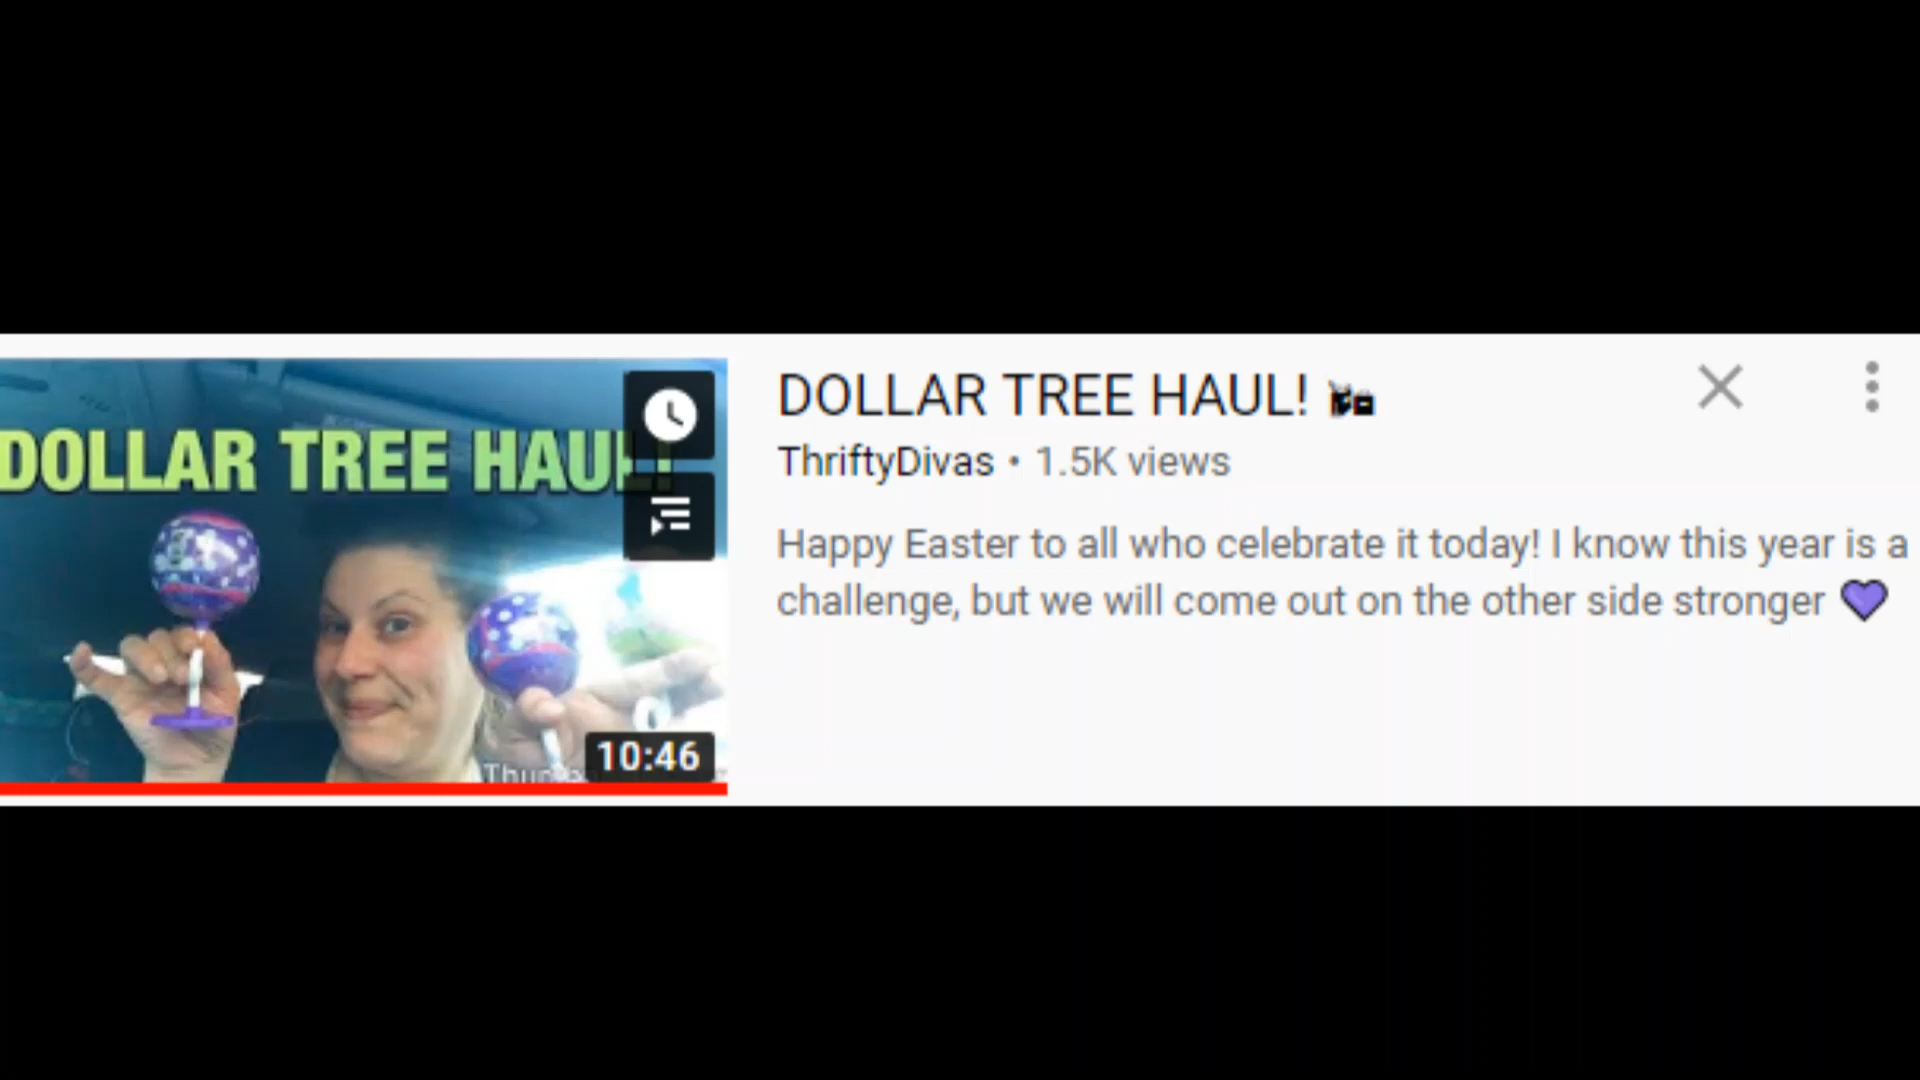 DOLLAR TREE HAUL!
10:46
DOLLAR TREE HAUL! 🛍
ThriftyDivas • 1.5K views
Happy Easter to all who celebrate it today! I know this year is a
challenge, but we will come out on the other side stronger 💜